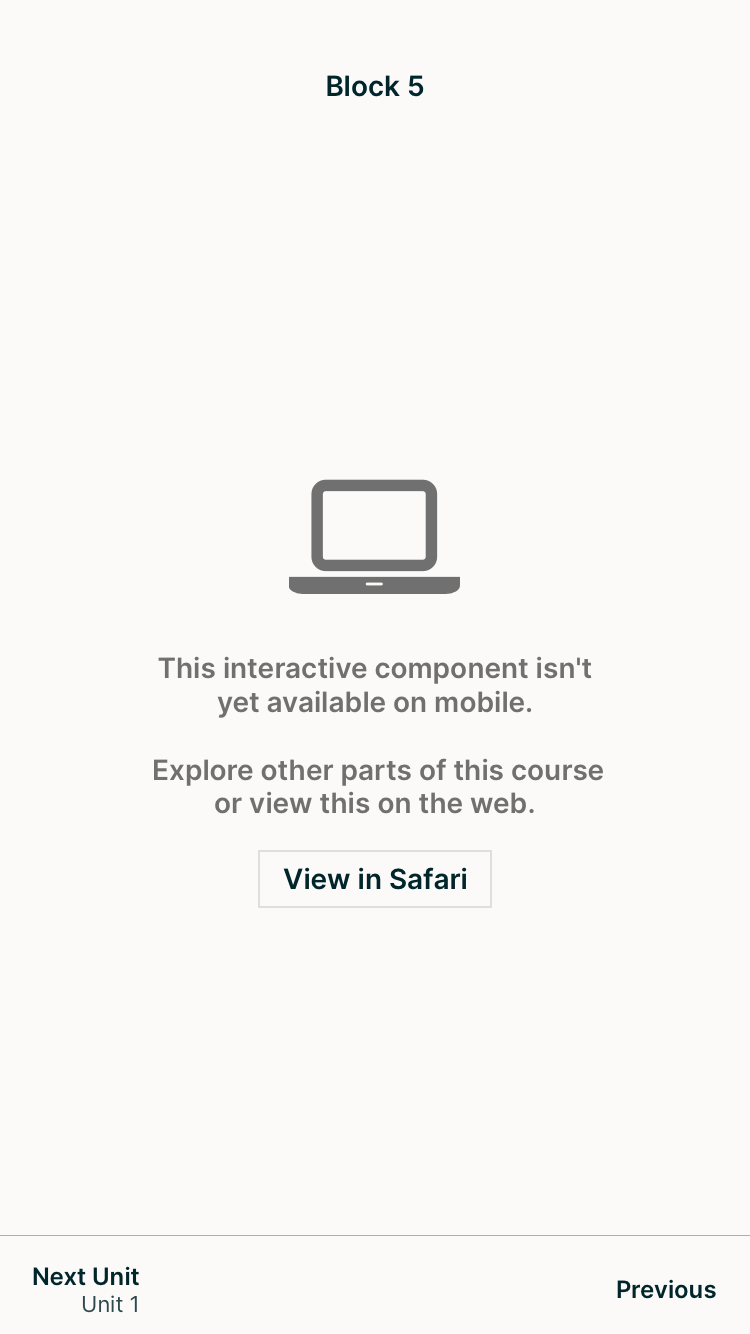 Block 5
This interactive component isn't
yet available on mobile.
Explore other parts of this course
or view this on the web.
View in Safari
Next Unit
Unit 1
Previous